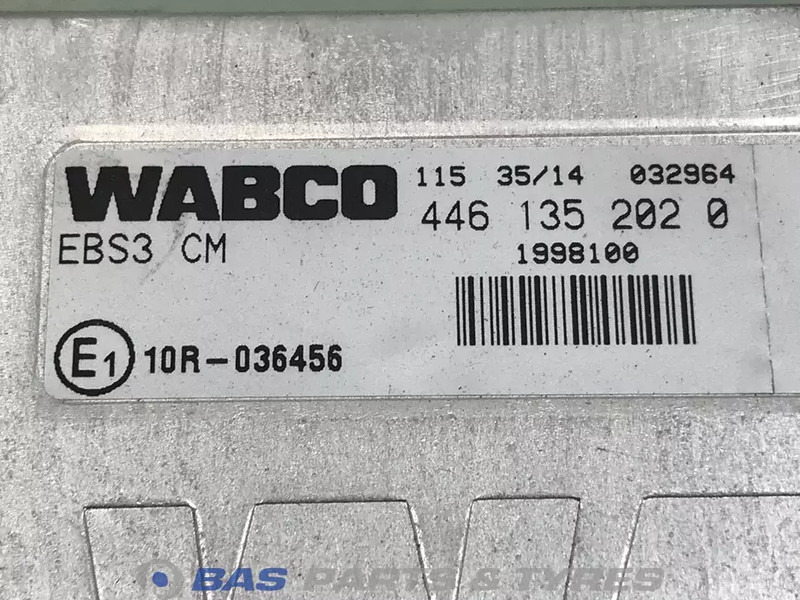 WABCO 115 35/14 032964
446 135 202 0
EBS3 CM 1998100
E1 10R-036456
BAS PARTS & TYRES